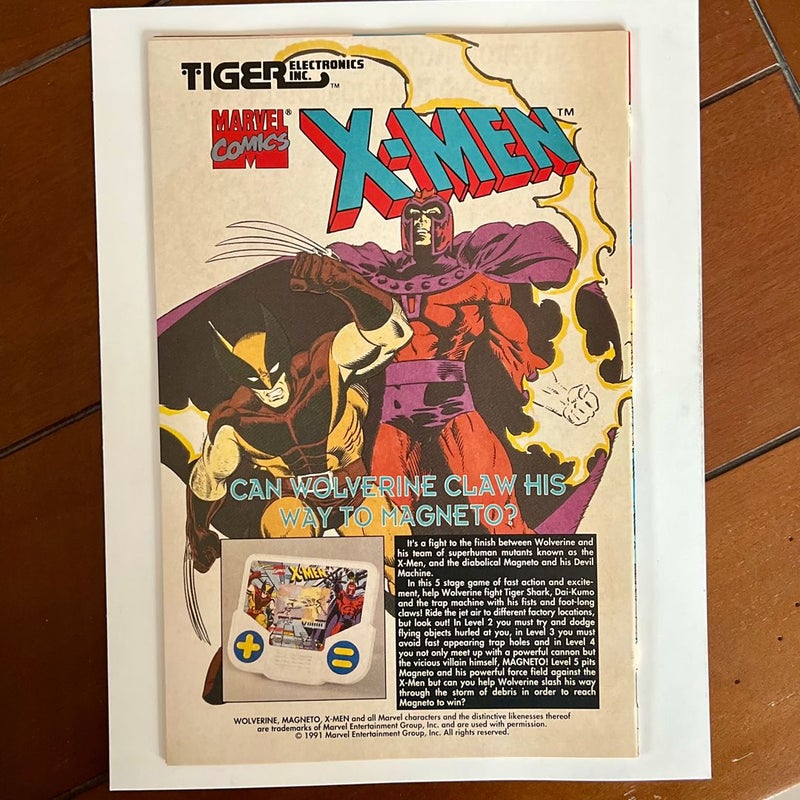 TIGER ELECTRONICS INC.™
MARVEL® COMICS
X-MEN™
CAN WOLVERINE CLAW HIS
WAY TO MAGNETO?
It's a fight to the finish between Wolverine and
his team of superhuman mutants known as the
X-Men, and the diabolical Magneto and his Devil
Machine.
In this 5 stage game of fast action and excite-
ment, help Wolverine fight Tiger Shark, Dai-Kumo
and the trap machine with his fists and foot-long
claws! Ride the jet air to different factory locations,
but look out! In Level 2 you must try and dodge
flying objects hurled at you, in Level 3 you must
avoid fast appearing trap holes and in Level 4
you not only meet up with a powerful cannon but
the vicious villain himself, MAGNETO! Level 5 pits
Magneto and his powerful force field against the
X-Men but can you help Wolverine slash his way
through the storm of debris in order to reach
Magneto to win?
X-MEN
WOLVERINE, MAGNETO, X-MEN and all Marvel characters and the distinctive likenesses thereof
are trademarks of Marvel Entertainment Group, Inc. and are used with permission.
© 1991 Marvel Entertainment Group, Inc. All rights reserved.